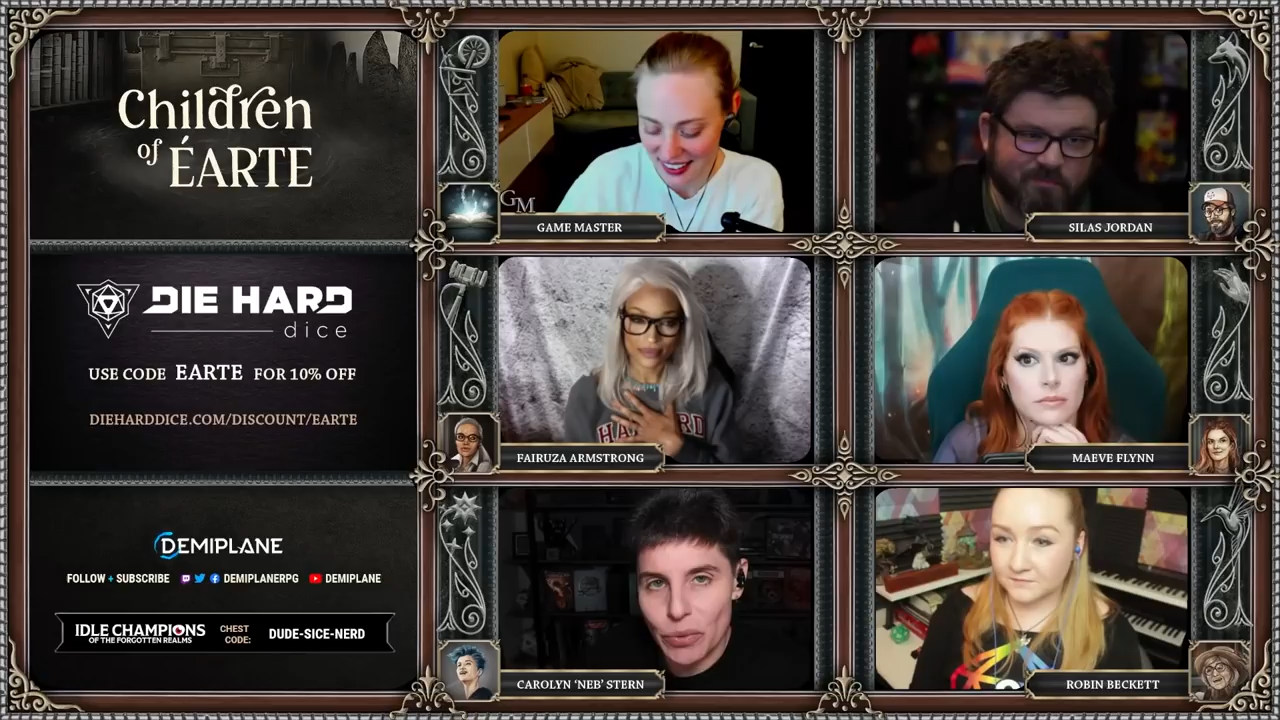 Children
of ÉARTE
DIE HARD
dice
USE CODE EARTE FOR 10% OFF
DIEHARDDICE.COM/DISCOUNT/EARTE
DEMIPLANE
FOLLOW + SUBSCRIBE DEMIPLANERPG DEMIPLANE
IDLE CHAMPIONS
OF THE FORGOTTEN REALMS
CHEST
CODE:
DUDE-SICE-NERD
GM
GAME MASTER
SILAS JORDAN
HARVARD
FAIRUZA ARMSTRONG
MAEVE FLYNN
CAROLYN ‘NEB’ STERN
ROBIN BECKETT